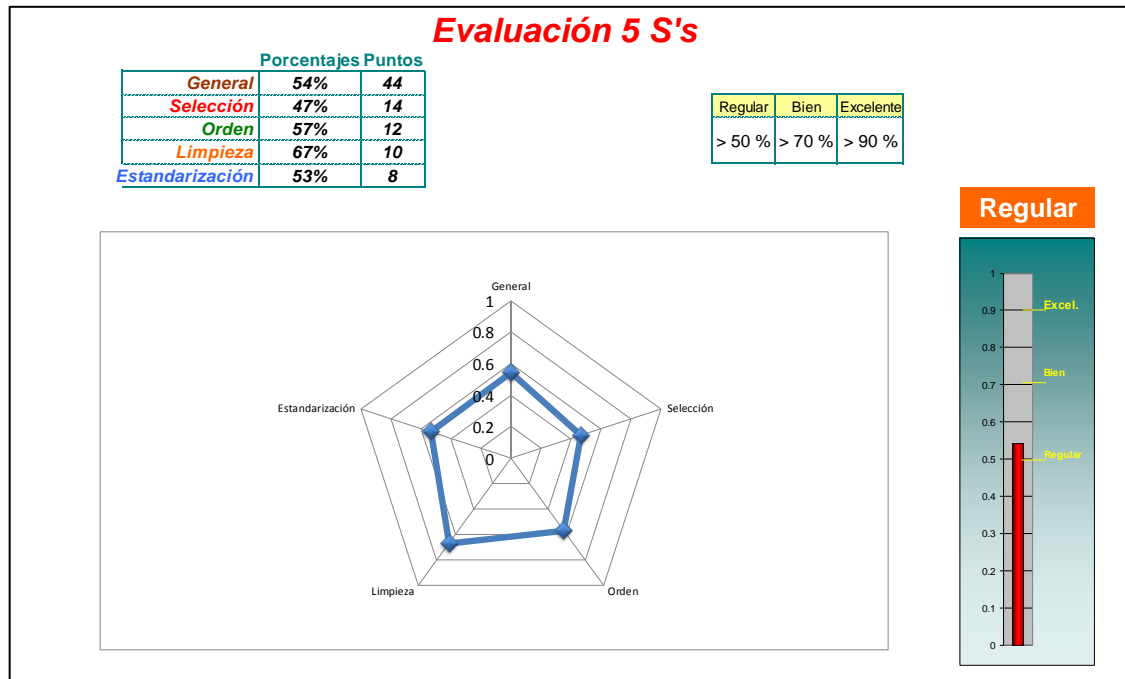 Evaluación 5 S's
Porcentajes Puntos
General 54% 44
Selección 47% 14
Orden 57% 12
Limpieza 67% 10
Estandarización 53% 8
Regular Bien Excelente
> 50 % > 70 % > 90 %
Regular
General
1
0.8
0.6
0.4
0.2
0
Estandarización
Selección
Limpieza
Orden
1
0.9
Excel.
0.8
0.7
Bien
0.6
0.5
Regular
0.4
0.3
0.2
0.1
0